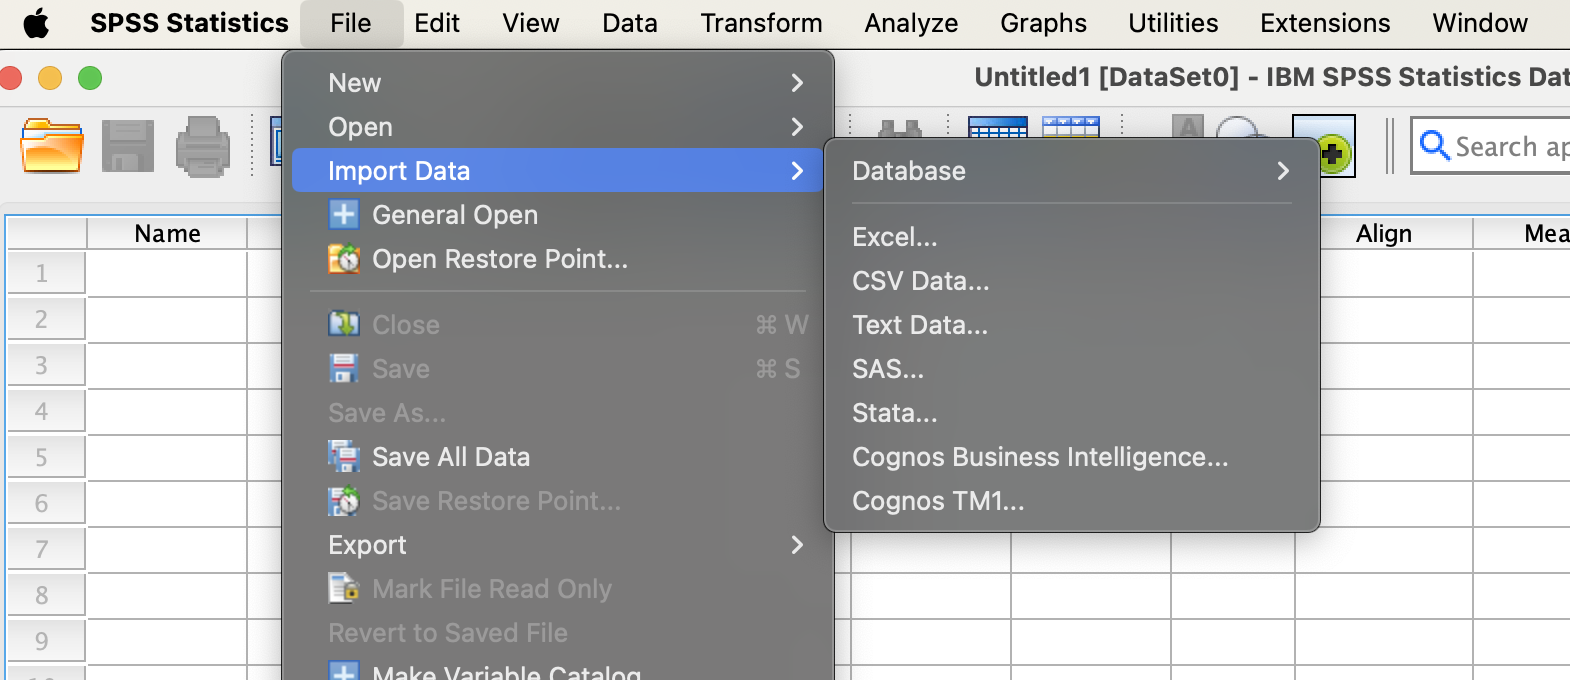 SPSS Statistics File Edit View Data Transform Analyze Graphs Utilities Extensions Window
Untitled1 [DataSet0] - IBM SPSS Statistics Dat
A
Search ap
Name Align Mea
New
Open
Import Data
General Open
Open Restore Point...
Close ⌘ W
Save ⌘ S
Save As...
Save All Data
Save Restore Point...
Export
Mark File Read Only
Revert to Saved File
Make Variable Catalog
Database
Excel...
CSV Data...
Text Data...
SAS...
Stata...
Cognos Business Intelligence...
Cognos TM1...
1
2
3
4
5
6
7
8
9